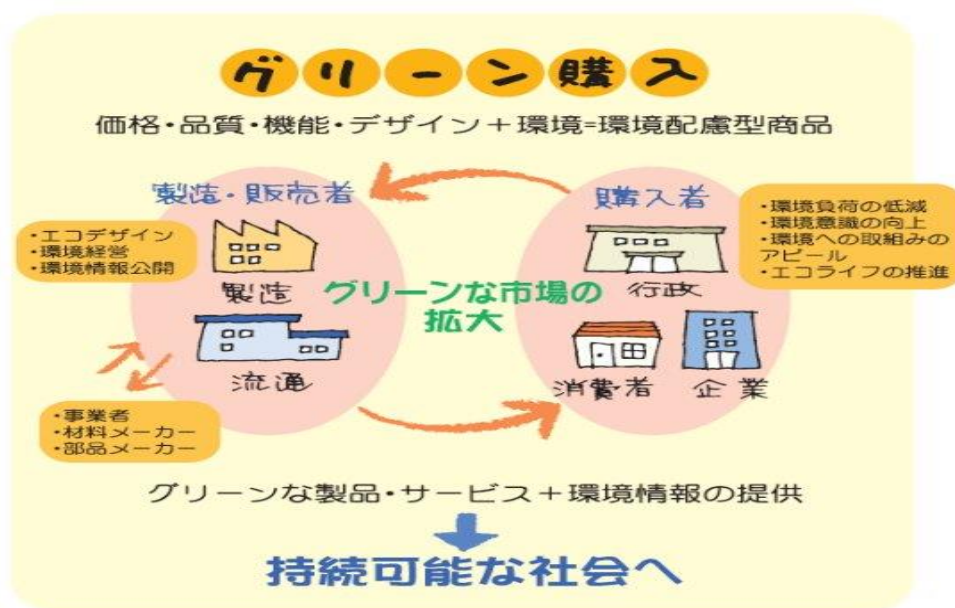 グリーン購入
価格・品質・機能・デザイン＋環境=環境配慮型商品
製造・販売者
購入者
・エコデザイン
・環境経営
・環境情報公開
・環境負荷の低減
・環境意識の向上
・環境への取組みの
アピール
・エコライフの推進
製造
グリーンな市場の
拡大
行政
流通
消費者
企業
・事業者
・材料メーカー
・部品メーカー
グリーンな製品・サービス＋環境情報の提供
持続可能な社会へ